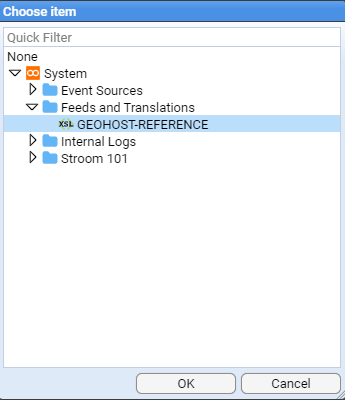 Choose item
Quick Filter
None
System
Event Sources
Feeds and Translations
XSL GEOHOST-REFERENCE
Internal Logs
Stroom 101
OK Cancel